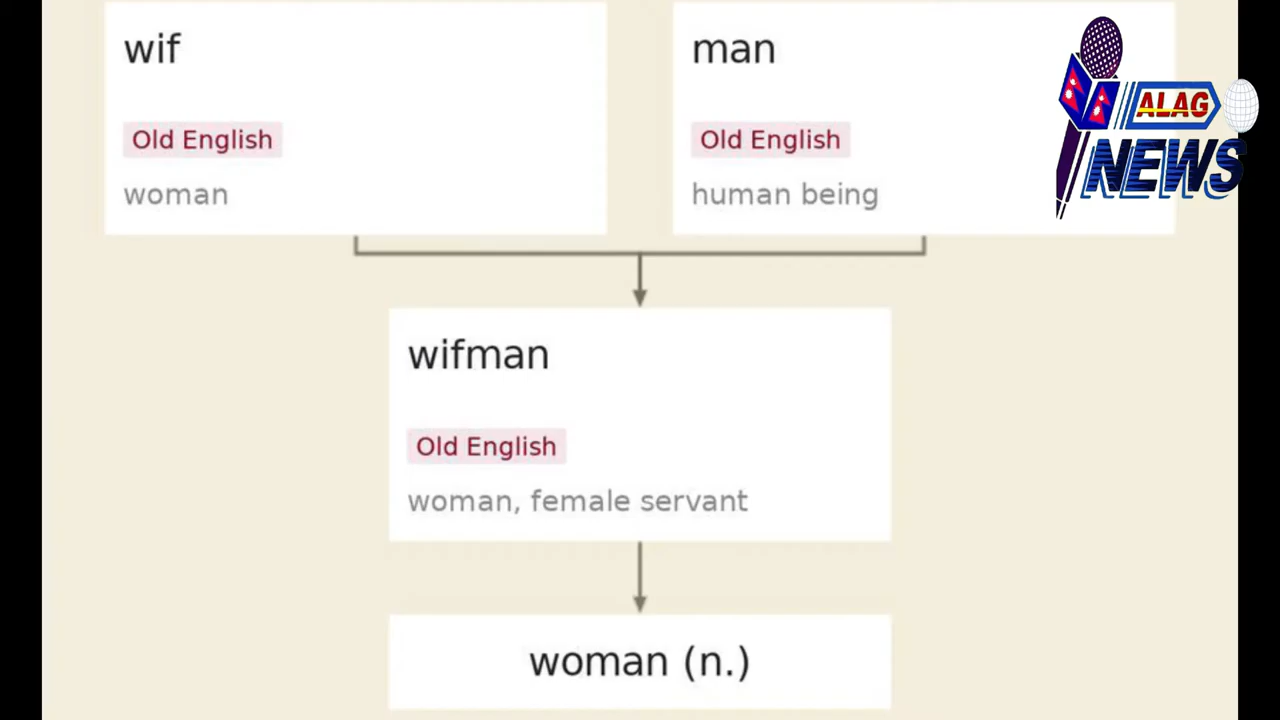 wif
Old English
woman
man
Old English
human being
ALAG
NEWS
wifman
Old English
woman, female servant
woman (n.)